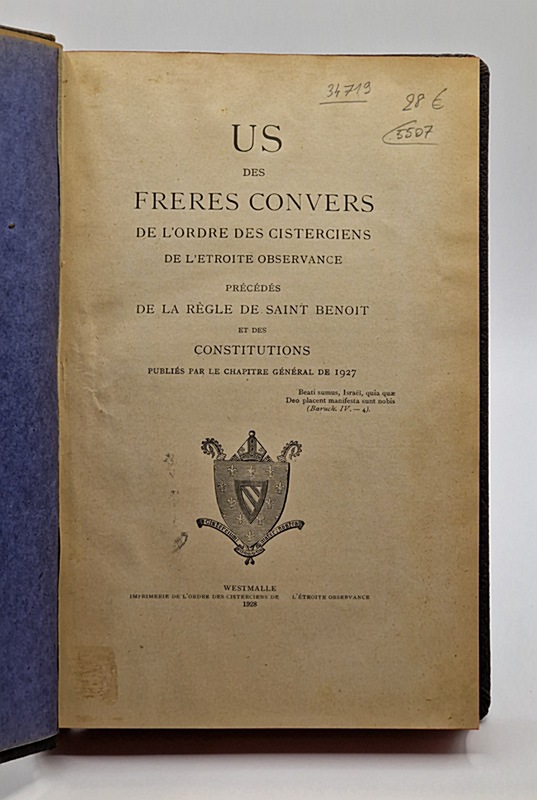 34719
28 €
5507
US
DES
FRERES CONVERS
DE L'ORDRE DES CISTERCIENS
DE L'ETROITE OBSERVANCE
PRÉCÉDÉS
DE LA RÈGLE DE SAINT BENOIT
ET DES
CONSTITUTIONS
PUBLIÉS PAR LE CHAPITRE GÉNÉRAL DE 1927
Beati sumus, Israël, quia quæ
Deo placent manifesta sunt nobis
(Baruch. IV. — 4).
WESTMALLE
IMPRIMERIE DE L'ORDRE DES CISTERCIENS DE L'ÉTROITE OBSERVANCE
1928